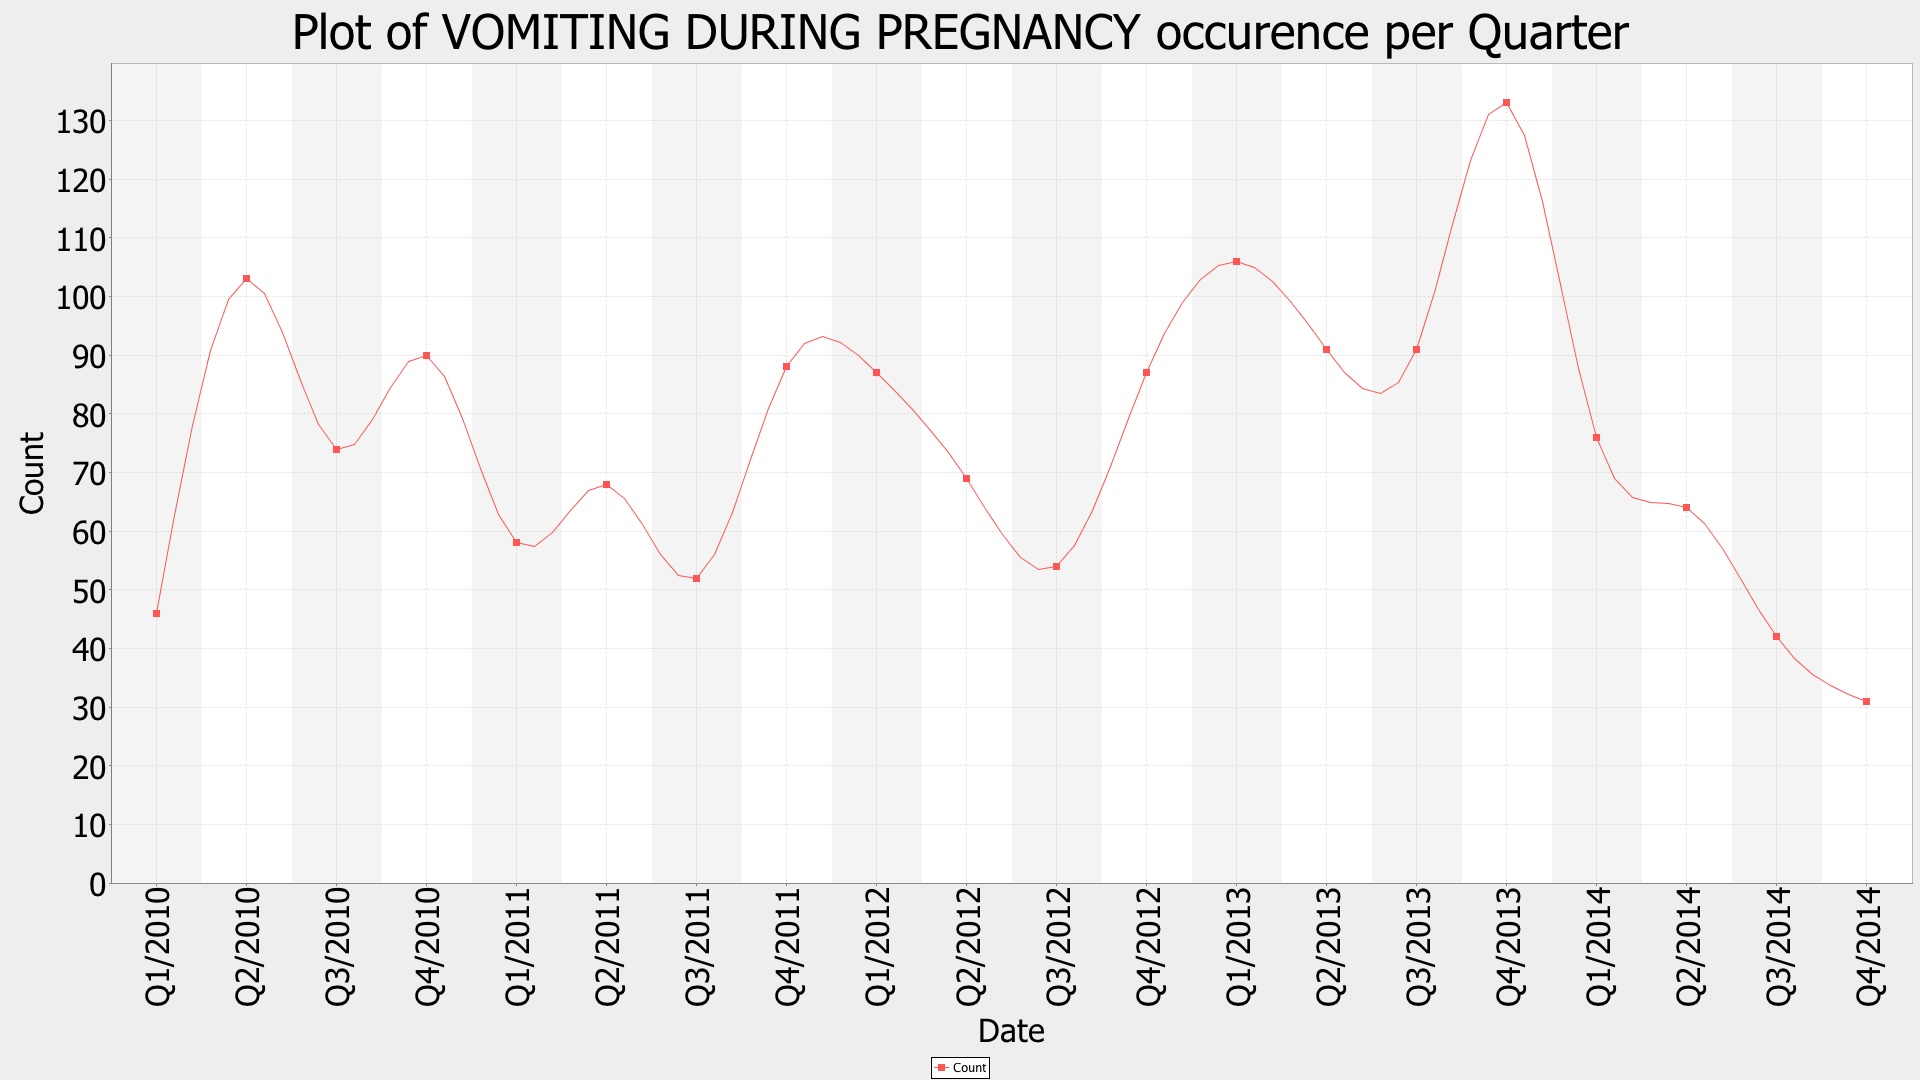 Plot of VOMITING DURING PREGNANCY occurence per Quarter
130
120
110
100
90
80
70
60
50
40
30
20
10
0
Count
Q1/2010
Q2/2010
Q3/2010
Q4/2010
Q1/2011
Q2/2011
Q3/2011
Q4/2011
Q1/2012
Q2/2012
Q3/2012
Q4/2012
Q1/2013
Q2/2013
Q3/2013
Q4/2013
Q1/2014
Q2/2014
Q3/2014
Q4/2014
Date
Count